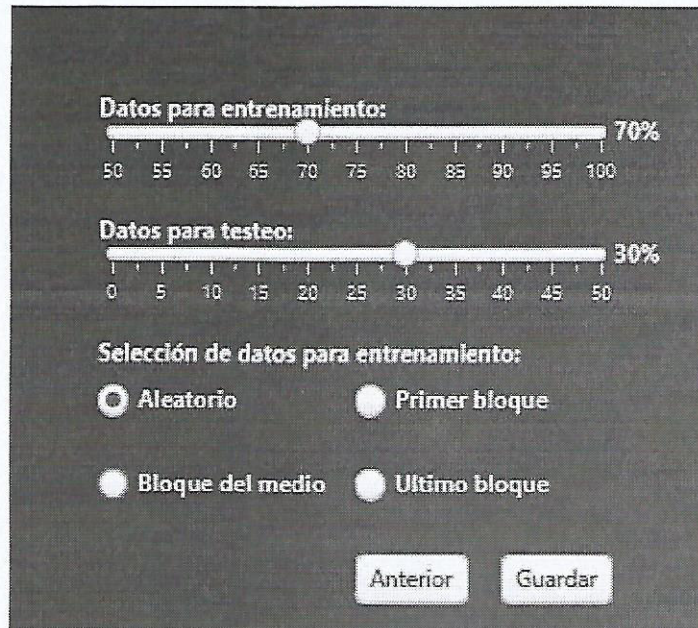 Datos para entrenamiento:
70%
50 55 60 65 70 75 80 85 90 95 100
Datos para testeo:
30%
0 5 10 15 20 25 30 35 40 45 50
Selección de datos para entrenamiento:
Aleatorio Primer bloque
Bloque del medio Ultimo bloque
Anterior Guardar